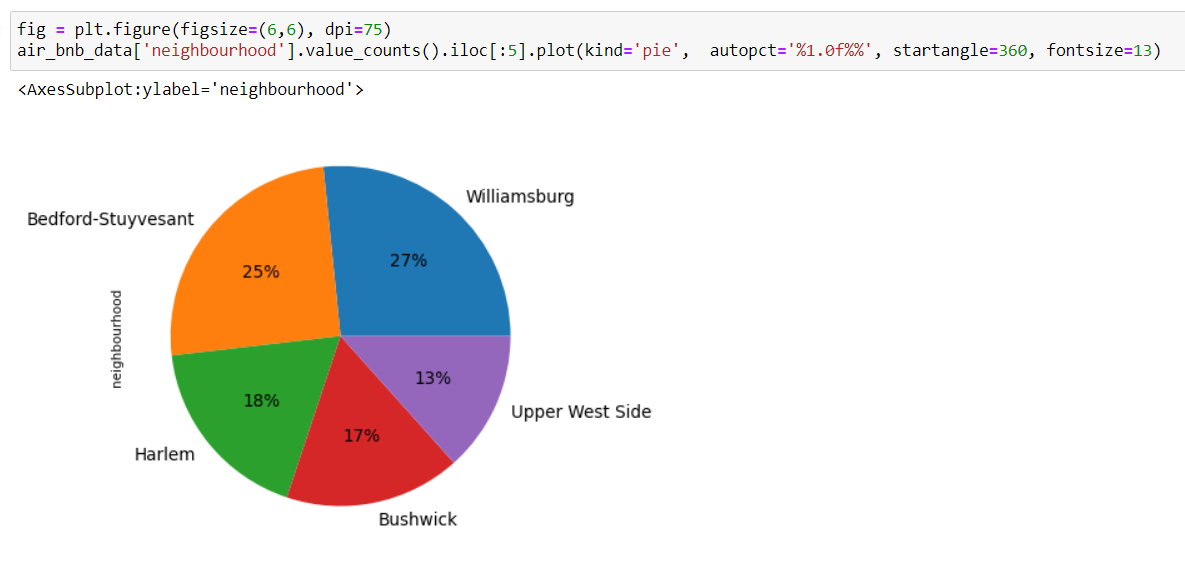 fig = plt.figure(figsize=(6,6), dpi=75)
air_bnb_data['neighbourhood'].value_counts().iloc[:5].plot(kind='pie',  autopct='%1.0f%%', startangle=360, fontsize=13)
<AxesSubplot:ylabel='neighbourhood'>
Williamsburg
Bedford-Stuyvesant
27%
25%
neighbourhood
13%
18%
Upper West Side
17%
Harlem
Bushwick